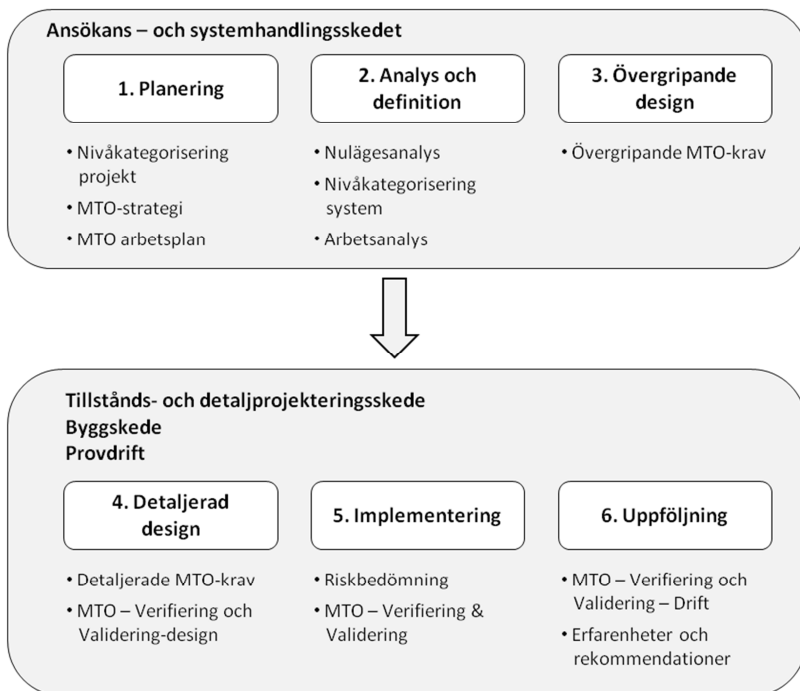 Ansökans – och systemhandlingsskedet
1. Planering
• Nivåkategorisering
projekt
• MTO-strategi
• MTO arbetsplan
2. Analys och
definition
• Nulägesanalys
• Nivåkategorisering
system
• Arbetsanalys
3. Övergripande
design
• Övergripande MTO-krav
Tillstånds- och detaljprojekteringsskede
Byggskede
Provdrift
4. Detaljerad
design
• Detaljerade MTO-krav
• MTO – Verifiering och
Validering-design
5. Implementering
• Riskbedömning
• MTO – Verifiering &
Validering
6. Uppföljning
• MTO – Verifiering och
Validering – Drift
• Erfarenheter och
rekommendationer